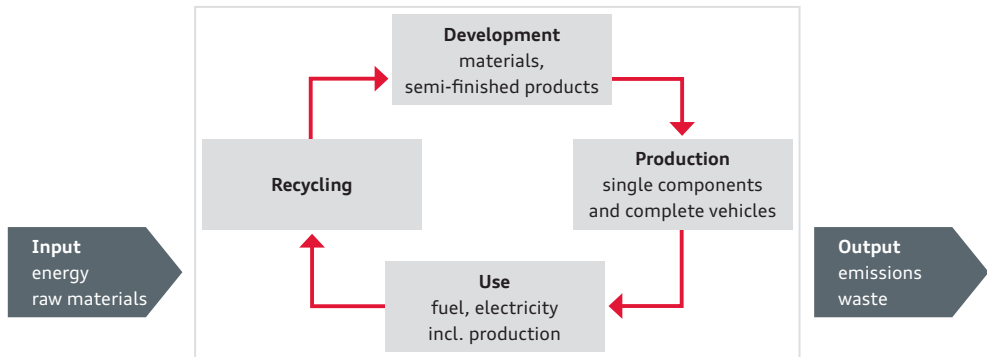 Development
materials,
semi-finished products
Recycling
Production
single components
and complete vehicles
Input
energy
raw materials
Output
emissions
waste
Use
fuel, electricity
incl. production